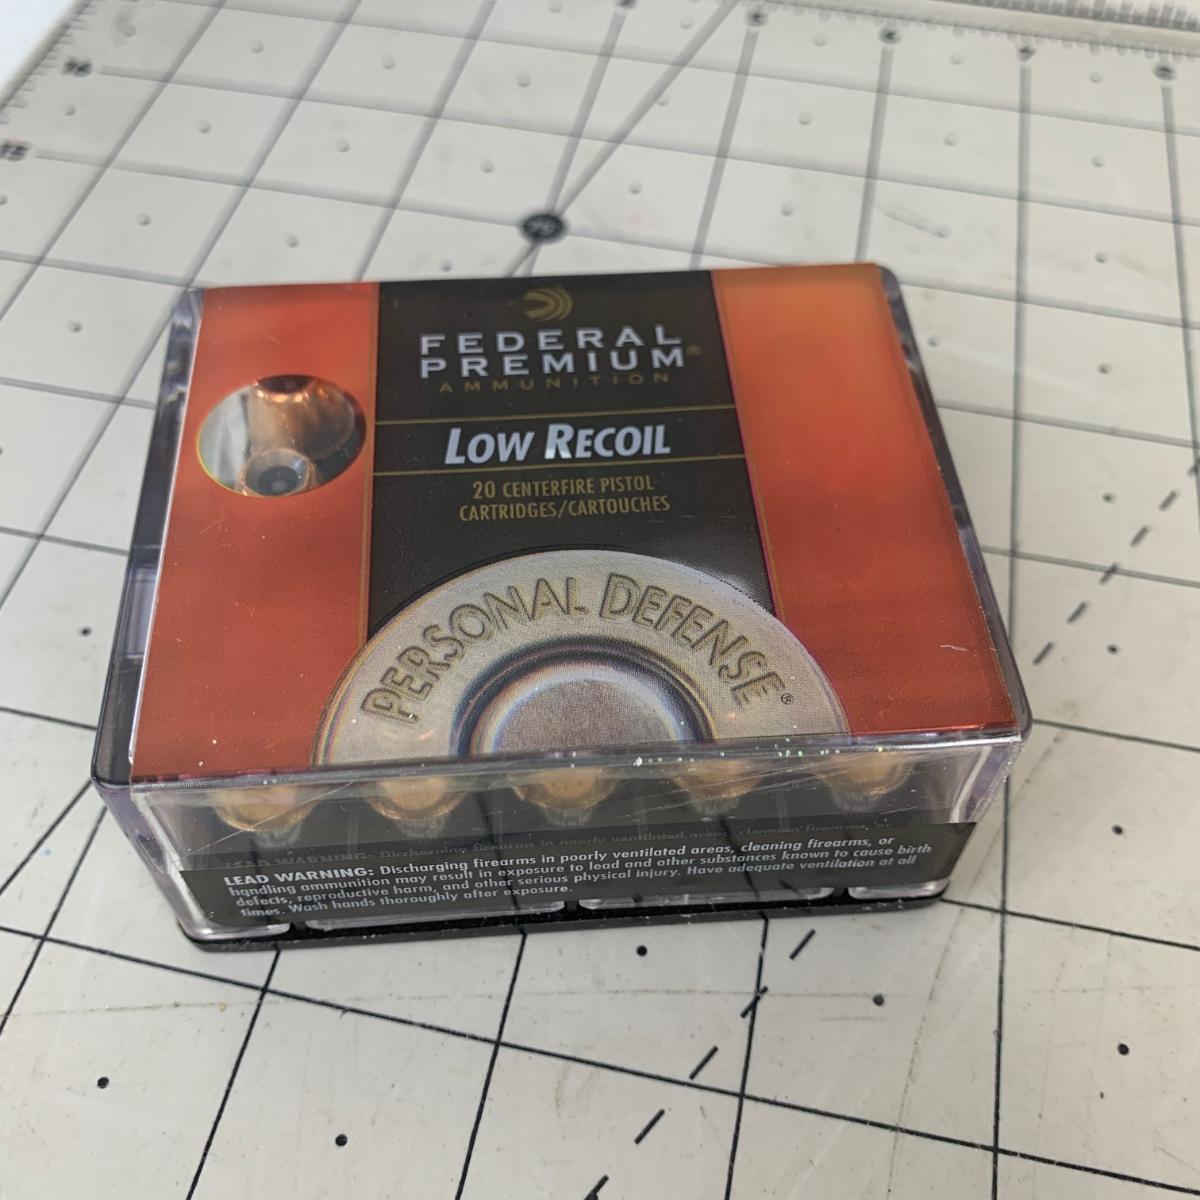 16
15
75
FEDERAL
PREMIUM®
AMMUNITION
LOW RECOIL
20 CENTERFIRE PISTOL
CARTRIDGES/CARTOUCHES
PERSONAL DEFENSE®
LEAD WARNING: Discharging firearms in poorly ventilated areas, cleaning firearms, or
handling ammunition may result in exposure to lead and other substances known to cause birth
defects, reproductive harm, and other serious physical injury. Have adequate ventilation at all
times. Wash hands thoroughly after exposure.